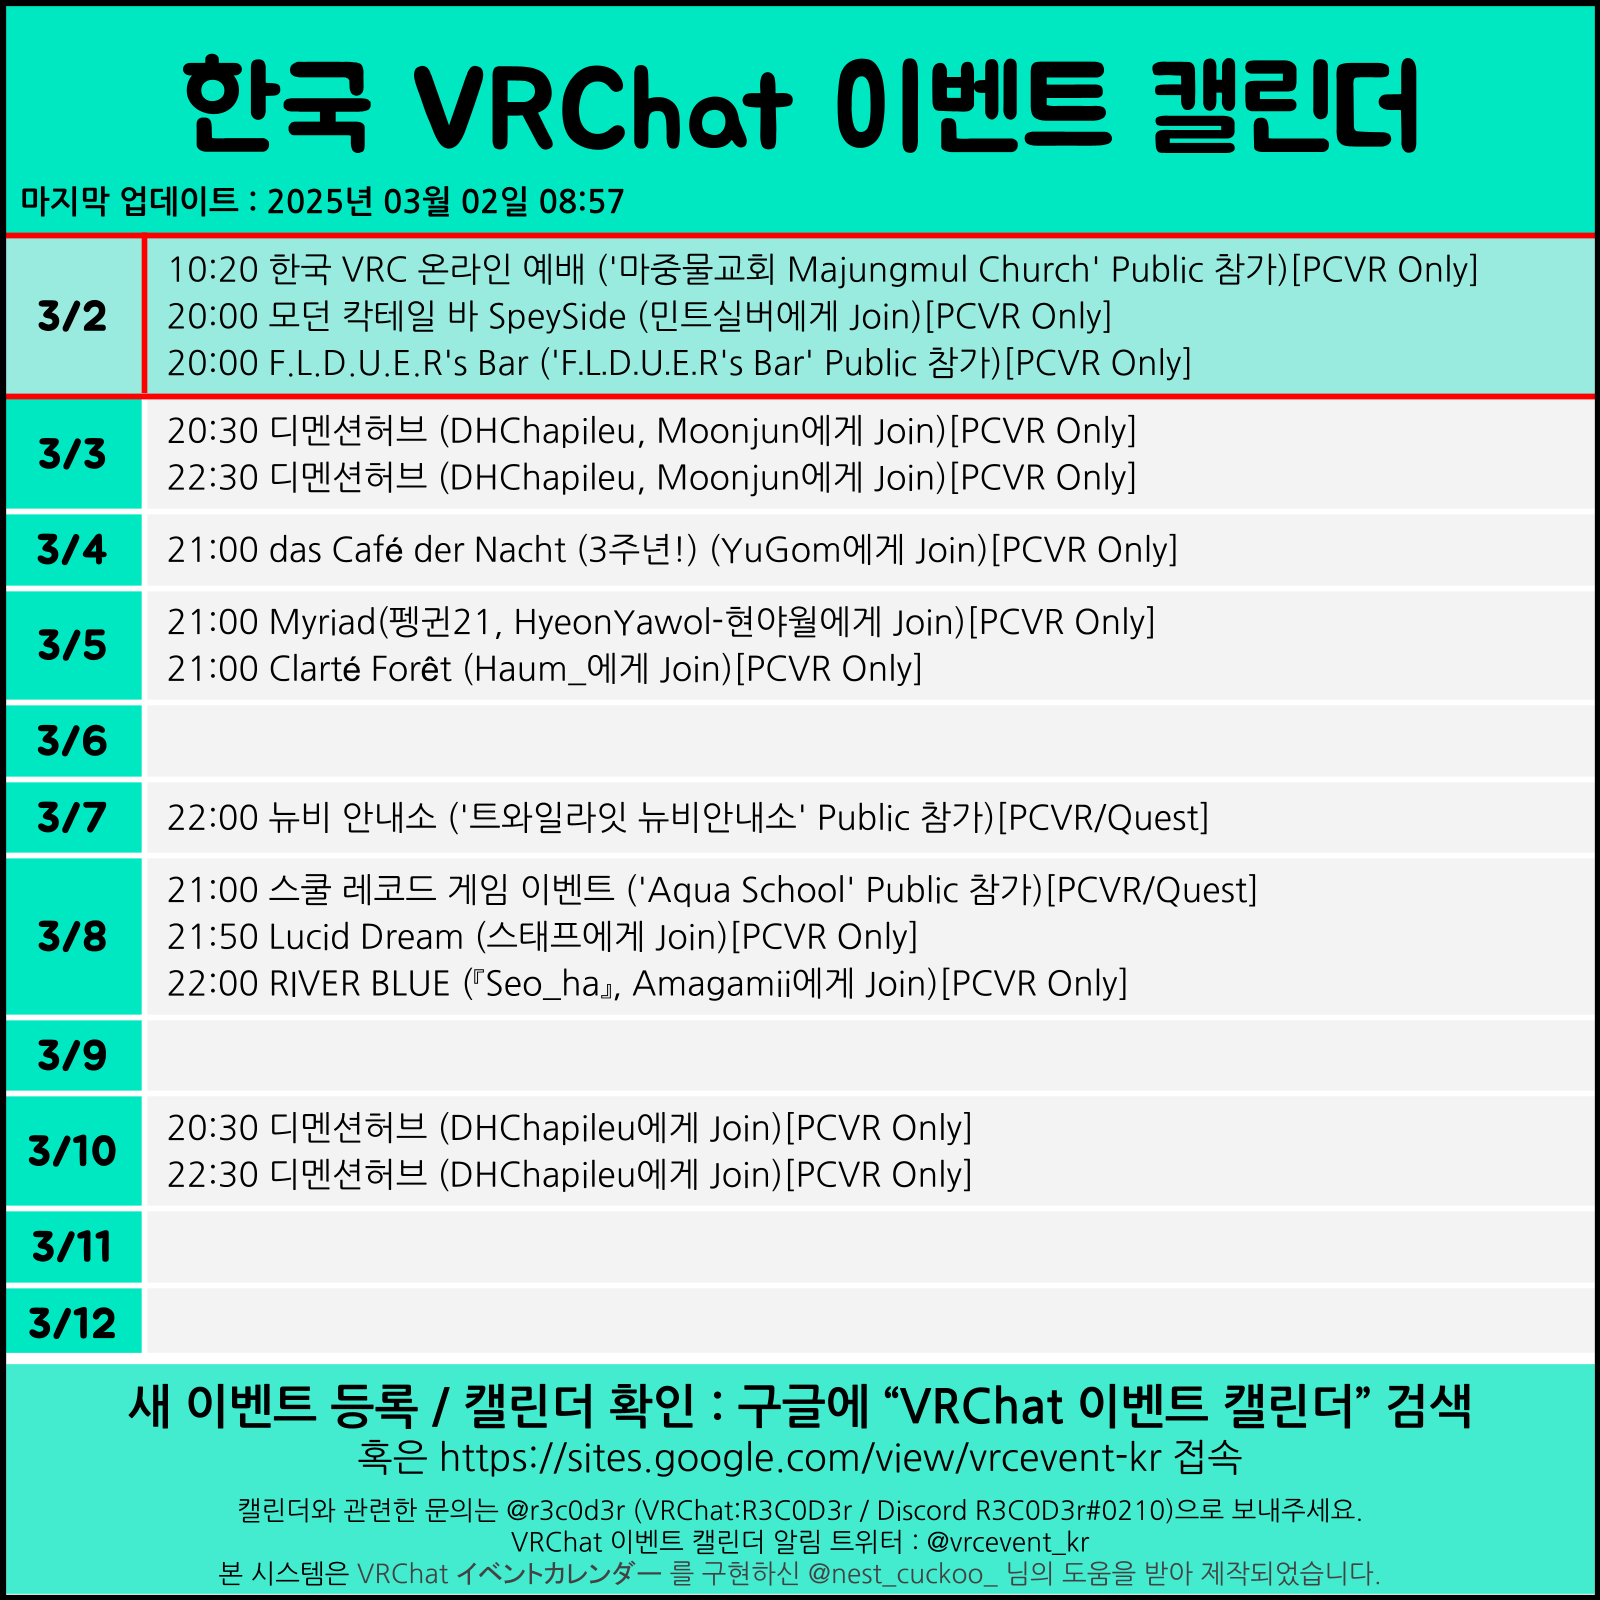 한국 VRChat 이벤트 캘린더
마지막 업데이트 : 2025년 03월 02일 08:57
3/2
10:20 한국 VRC 온라인 예배 ('마중물교회 Majungmul Church' Public 참가)[PCVR Only]
20:00 모던 칵테일 바 SpeySide (민트실버에게 Join)[PCVR Only]
20:00 F.L.D.U.E.R's Bar ('F.L.D.U.E.R's Bar' Public 참가)[PCVR Only]
3/3
20:30 디멘션허브 (DHChapileu, Moonjun에게 Join)[PCVR Only]
22:30 디멘션허브 (DHChapileu, Moonjun에게 Join)[PCVR Only]
3/4
21:00 das Café der Nacht (3주년!) (YuGom에게 Join)[PCVR Only]
3/5
21:00 Myriad(펭귄21, HyeonYawol-현야월에게 Join)[PCVR Only]
21:00 Clarté Forêt (Haum_에게 Join)[PCVR Only]
3/6
3/7
22:00 뉴비 안내소 ('트와일라잇 뉴비안내소' Public 참가)[PCVR/Quest]
3/8
21:00 스쿨 레코드 게임 이벤트 ('Aqua School' Public 참가)[PCVR/Quest]
21:50 Lucid Dream (스태프에게 Join)[PCVR Only]
22:00 RIVER BLUE (『Seo_ha』, Amagamii에게 Join)[PCVR Only]
3/9
3/10
20:30 디멘션허브 (DHChapileu에게 Join)[PCVR Only]
22:30 디멘션허브 (DHChapileu에게 Join)[PCVR Only]
3/11
3/12
새 이벤트 등록 / 캘린더 확인 : 구글에 “VRChat 이벤트 캘린더” 검색
혹은 https://sites.google.com/view/vrcevent-kr 접속
캘린더와 관련한 문의는 @r3c0d3r (VRChat:R3C0D3r / Discord R3C0D3r#0210)으로 보내주세요.
VRChat 이벤트 캘린더 알림 트위터 : @vrcevent_kr
본 시스템은 VRChat イベントカレンダー 를 구현하신 @nest_cuckoo_ 님의 도움을 받아 제작되었습니다.